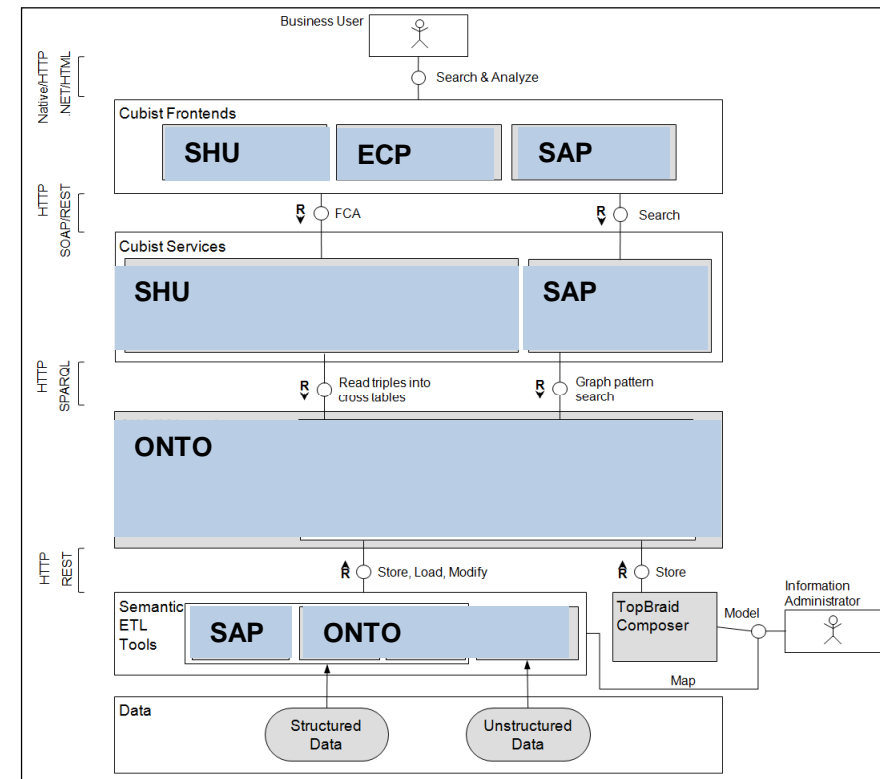 Business User
Native/HTTP
.NET/HTML
Search & Analyze
Cubist Frontends
SHU
ECP
SAP
HTTP
SOAP/REST
R
FCA
R
Search
Cubist Services
SHU
SAP
HTTP
SPARQL
R
Read triples into
cross tables
R
Graph pattern
search
ONTO
HTTP
REST
R
Store, Load, Modify
R
Store
Semantic
ETL
Tools
SAP
ONTO
TopBraid
Composer
Model
Information
Administrator
Map
Data
Structured
Data
Unstructured
Data